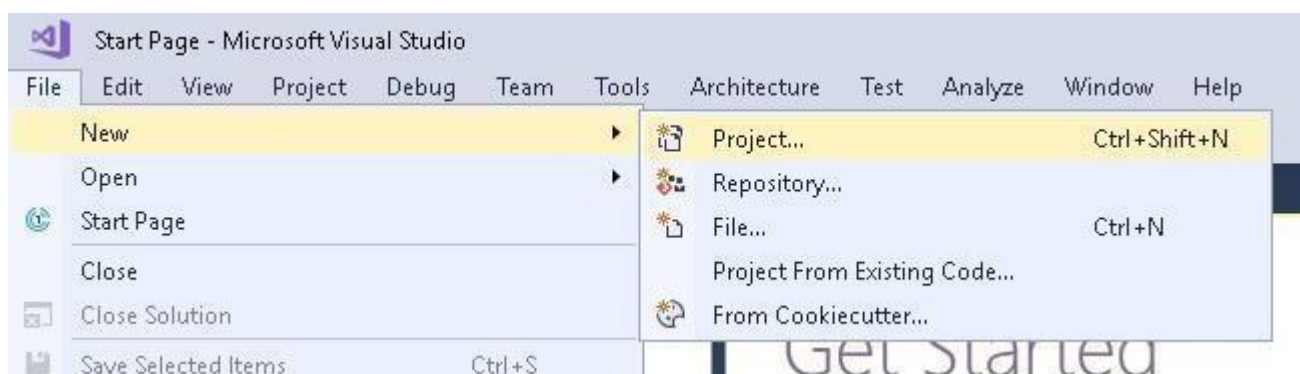 Start Page - Microsoft Visual Studio
File Edit View Project Debug Team Tools Architecture Test Analyze Window Help
New
Project... Ctrl+Shift+N
Open
Repository...
Start Page
File... Ctrl+N
Close
Project From Existing Code...
Close Solution
From Cookiecutter...
Save Selected Items Ctrl+S
Get Started